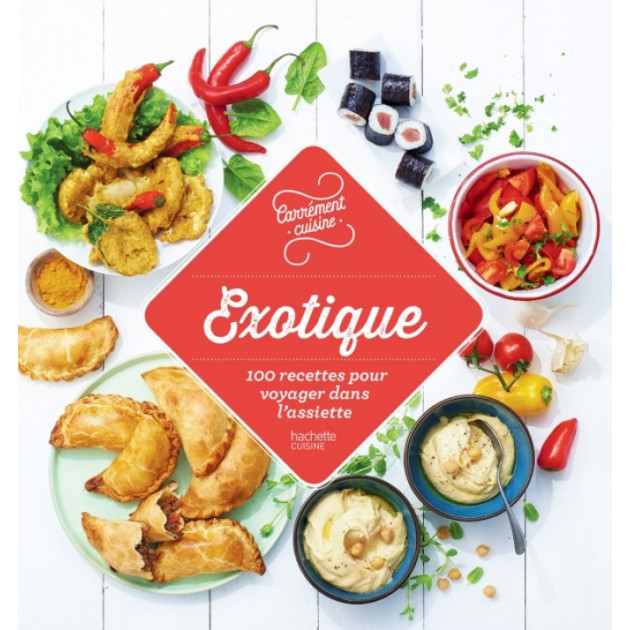 Carrément
cuisine
Exotique
100 recettes pour
voyager dans
l'assiette
hachette
CUISINE